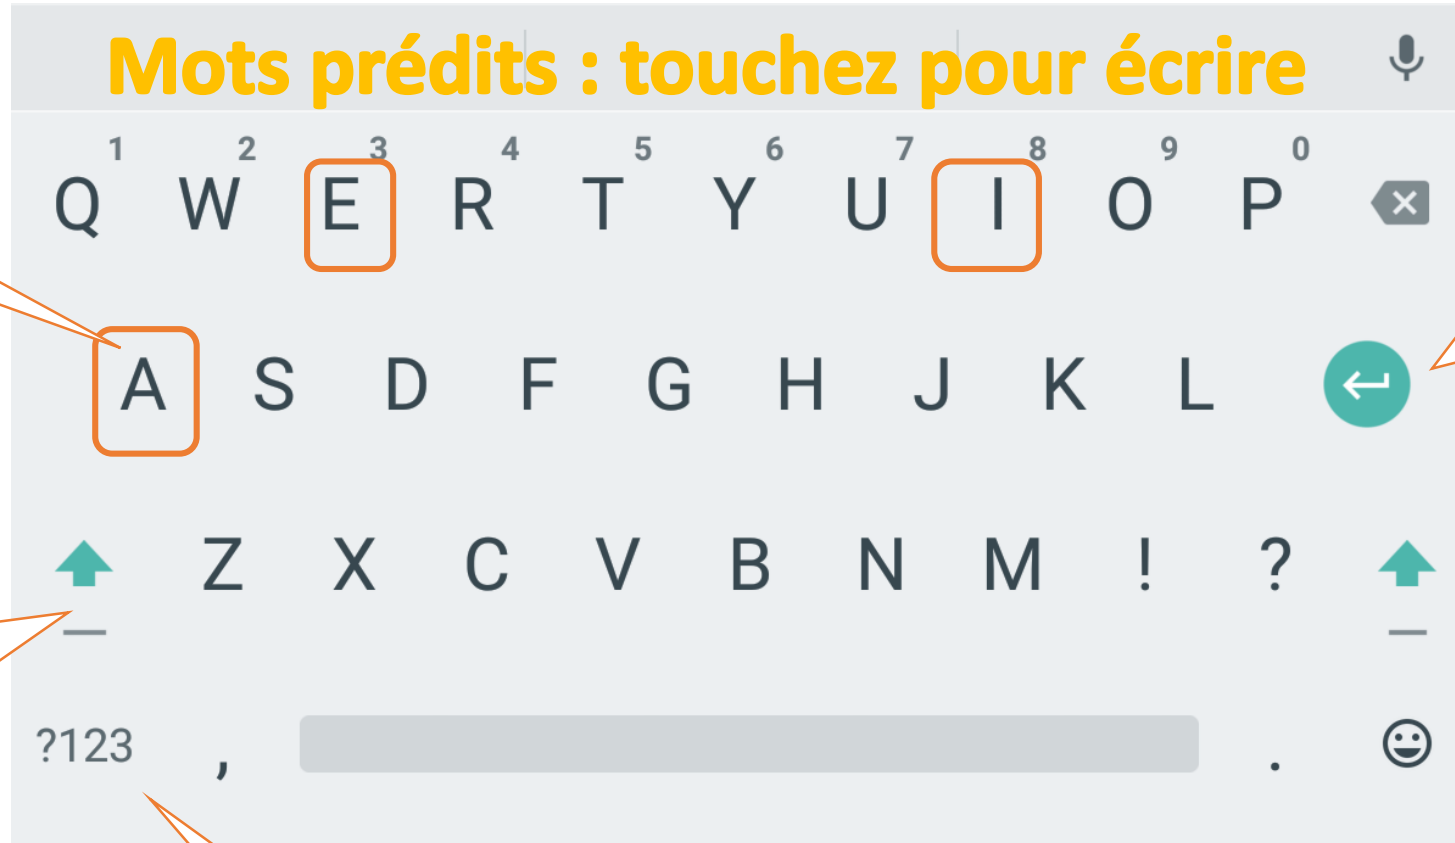 Mots prédits : touchez pour écrire
1 2 3 4 5 6 7 8 9 0
Q W E R T Y U I O P
A S D F G H J K L
Z X C V B N M ! ?
?123 , .